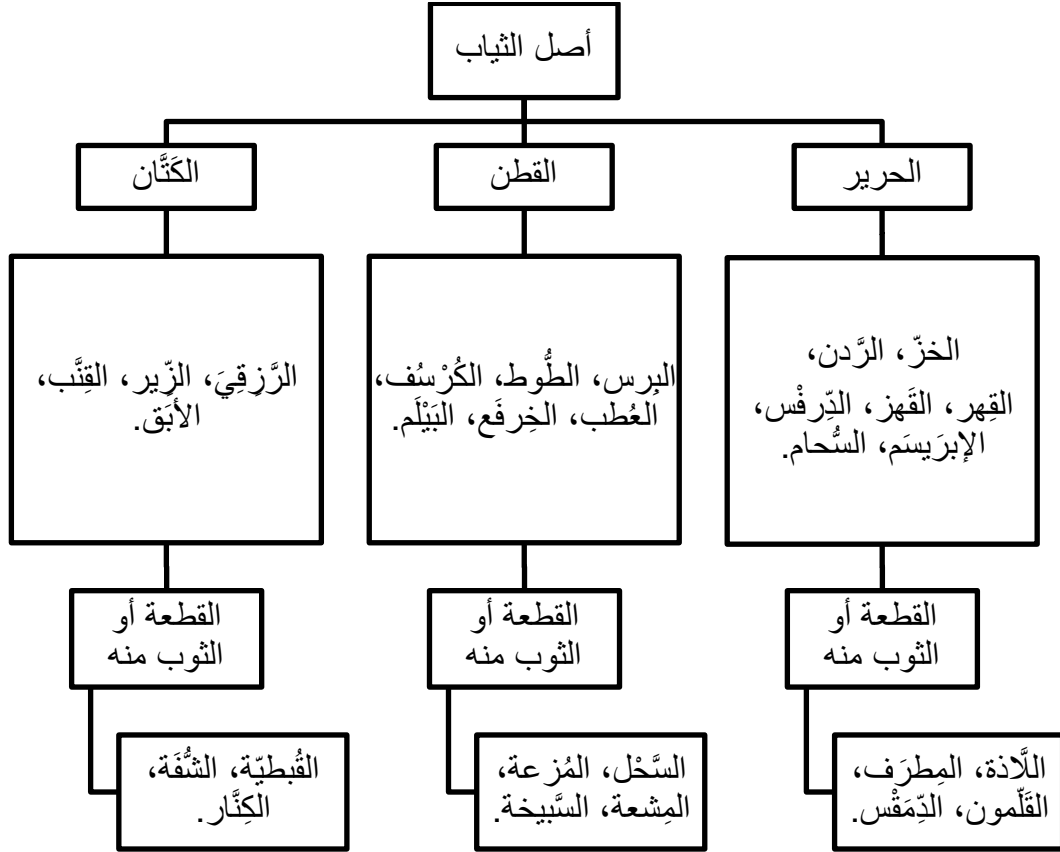 أصل الثياب
الحرير
القطن
الكَتَّان
الخزّ، الرَّدن،
القِهر، القَهز، الدِّرفْس،
الإبرَيسَم، السُّحام.
البِرس، الطُّوط، الكُرْسُف،
العُطب، الخِرفَع، البَيْلَم.
الرَّزِقِيَ، الزّير، القِنَّب،
الأَبَق.
القطعة أو
الثوب منه
القطعة أو
الثوب منه
القطعة أو
الثوب منه
اللَّاذة، المِطرَف،
القَلّمون، الدِّمَقْس.
السَّحْل، المُزعة،
المِشعة، السَّبيخة.
القُبطيّة، الشُّفَة،
الكِنَّار.